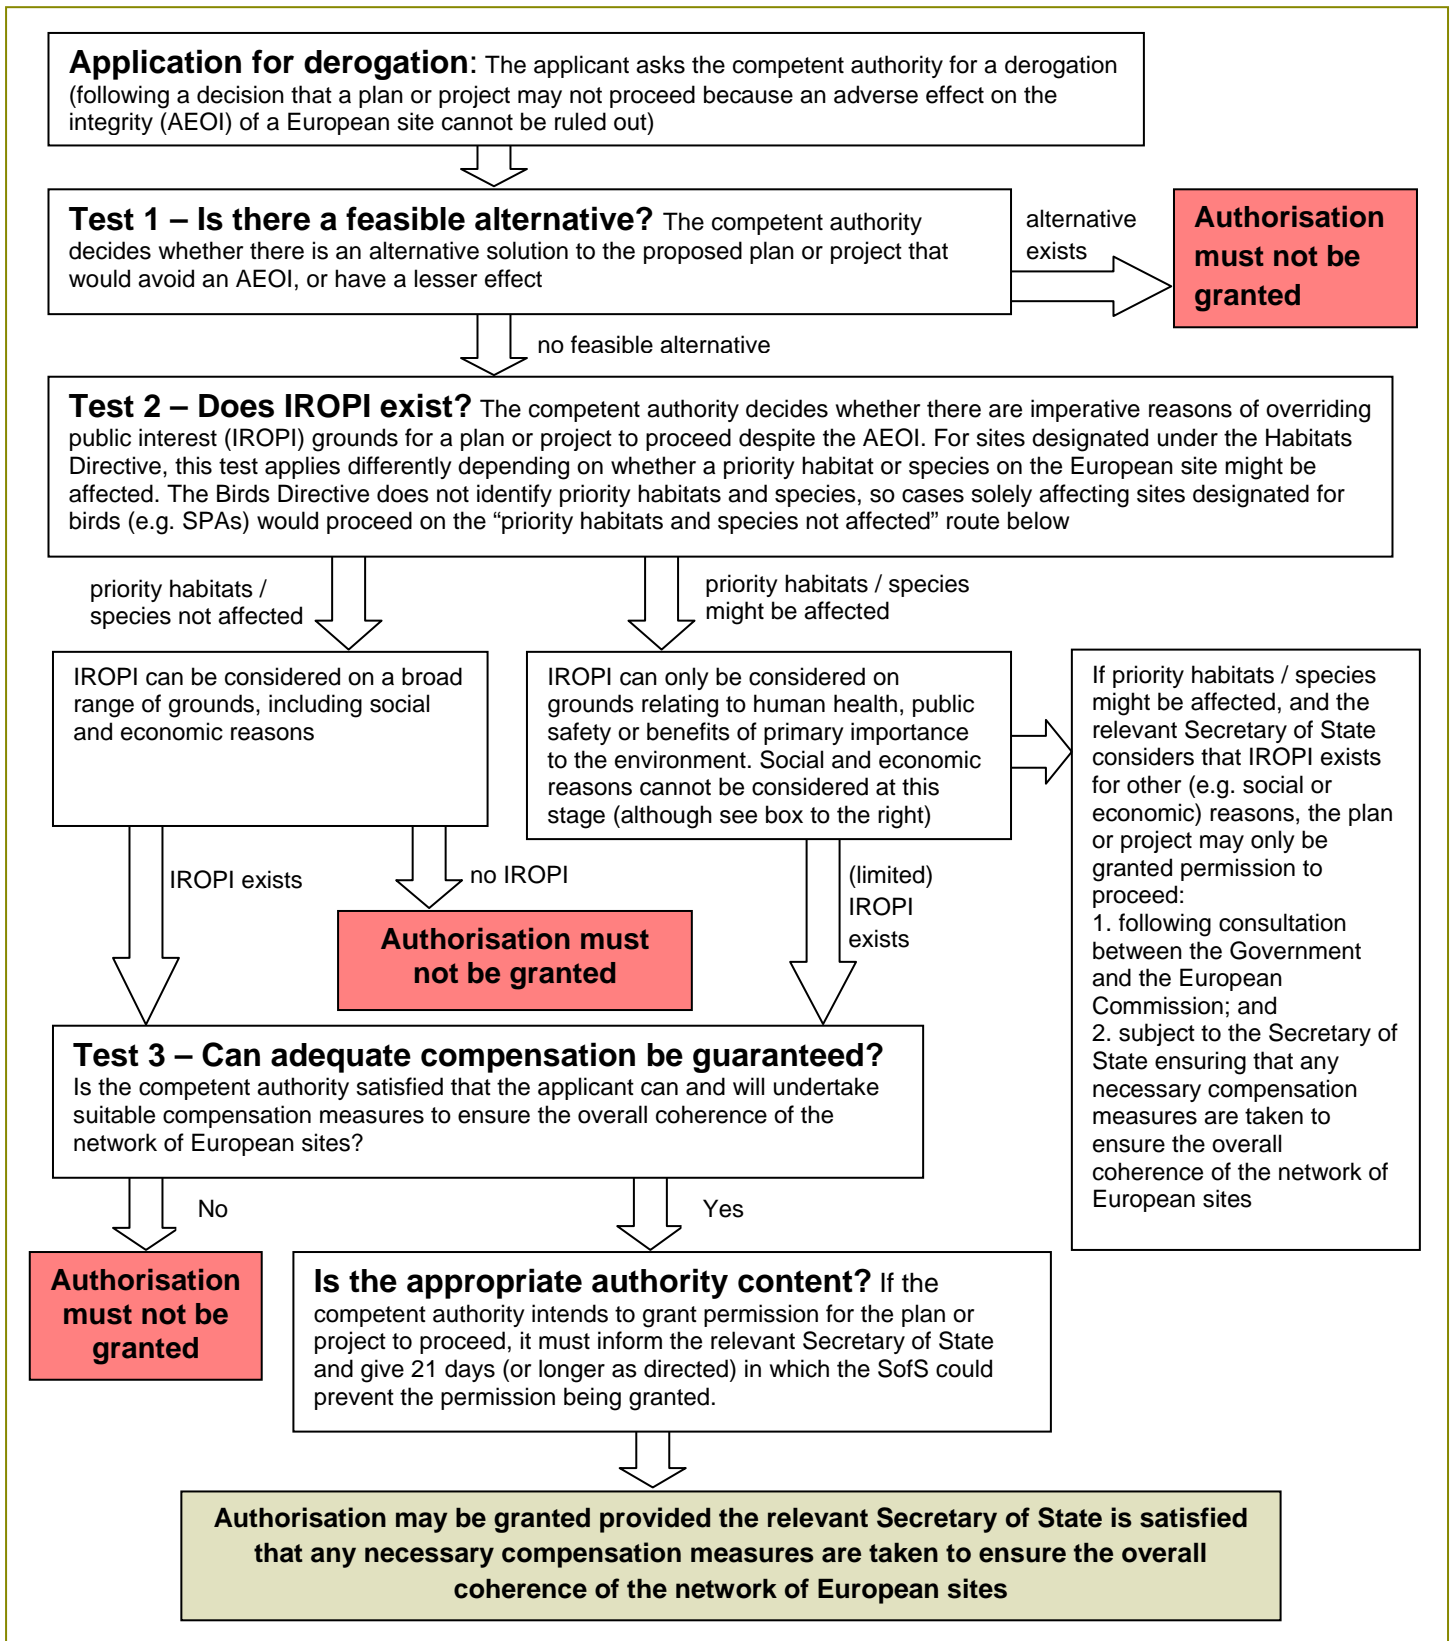 Application for derogation: The applicant asks the competent authority for a derogation
(following a decision that a plan or project may not proceed because an adverse effect on the
integrity (AEOI) of a European site cannot be ruled out)
Test 1 – Is there a feasible alternative? The competent authority
decides whether there is an alternative solution to the proposed plan or project that
would avoid an AEOI, or have a lesser effect
alternative
exists
Authorisation
must not be
granted
no feasible alternative
Test 2 – Does IROPI exist? The competent authority decides whether there are imperative reasons of overriding
public interest (IROPI) grounds for a plan or project to proceed despite the AEOI. For sites designated under the Habitats
Directive, this test applies differently depending on whether a priority habitat or species on the European site might be
affected. The Birds Directive does not identify priority habitats and species, so cases solely affecting sites designated for
birds (e.g. SPAs) would proceed on the “priority habitats and species not affected” route below
priority habitats /
species not affected
priority habitats / species
might be affected
IROPI can be considered on a broad
range of grounds, including social
and economic reasons
IROPI can only be considered on
grounds relating to human health, public
safety or benefits of primary importance
to the environment. Social and economic
reasons cannot be considered at this
stage (although see box to the right)
If priority habitats / species
might be affected, and the
relevant Secretary of State
considers that IROPI exists
for other (e.g. social or
economic) reasons, the plan
or project may only be
granted permission to
proceed:
1. following consultation
between the Government
and the European
Commission; and
2. subject to the Secretary of
State ensuring that any
necessary compensation
measures are taken to
ensure the overall
coherence of the network of
European sites
IROPI exists
no IROPI
(limited)
IROPI
exists
Authorisation must
not be granted
Test 3 – Can adequate compensation be guaranteed?
Is the competent authority satisfied that the applicant can and will undertake
suitable compensation measures to ensure the overall coherence of the
network of European sites?
No
Yes
Authorisation
must not be
granted
Is the appropriate authority content? If the
competent authority intends to grant permission for the plan or
project to proceed, it must inform the relevant Secretary of State
and give 21 days (or longer as directed) in which the SofS could
prevent the permission being granted.
Authorisation may be granted provided the relevant Secretary of State is satisfied
that any necessary compensation measures are taken to ensure the overall
coherence of the network of European sites